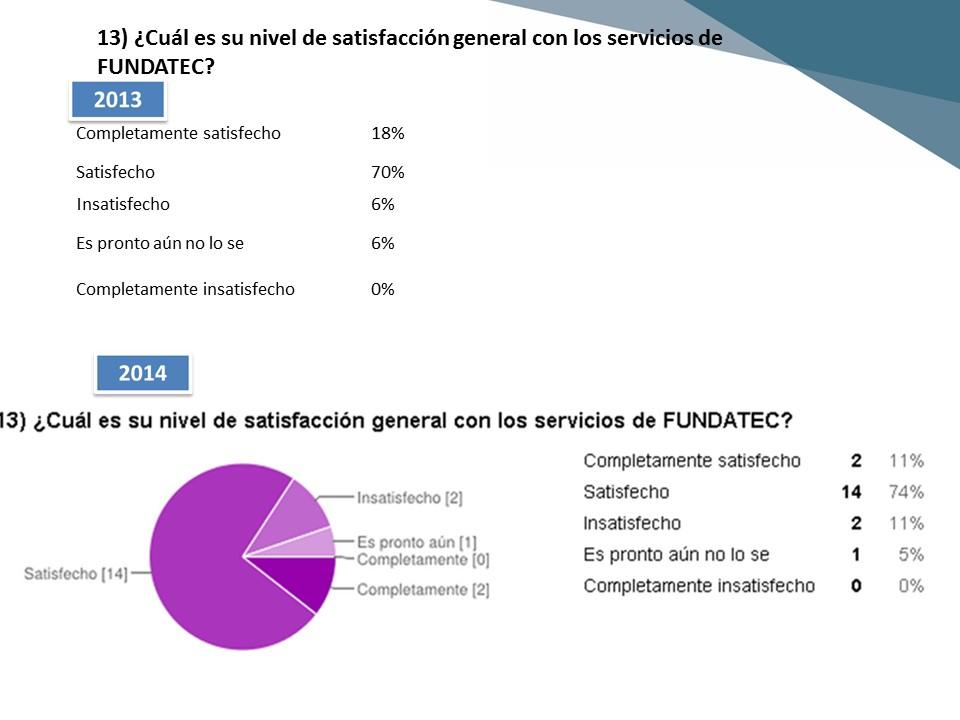 13) ¿Cuál es su nivel de satisfacción general con los servicios de
FUNDATEC?
2013
Completamente satisfecho 18%
Satisfecho 70%
Insatisfecho 6%
Es pronto aún no lo se 6%
Completamente insatisfecho 0%
2014
13) ¿Cuál es su nivel de satisfacción general con los servicios de FUNDATEC?
Satisfecho [14]
Insatisfecho [2]
Es pronto aún [1]
Completamente [0]
Completamente [2]
Completamente satisfecho 2 11%
Satisfecho 14 74%
Insatisfecho 2 11%
Es pronto aún no lo se 1 5%
Completamente insatisfecho 0 0%